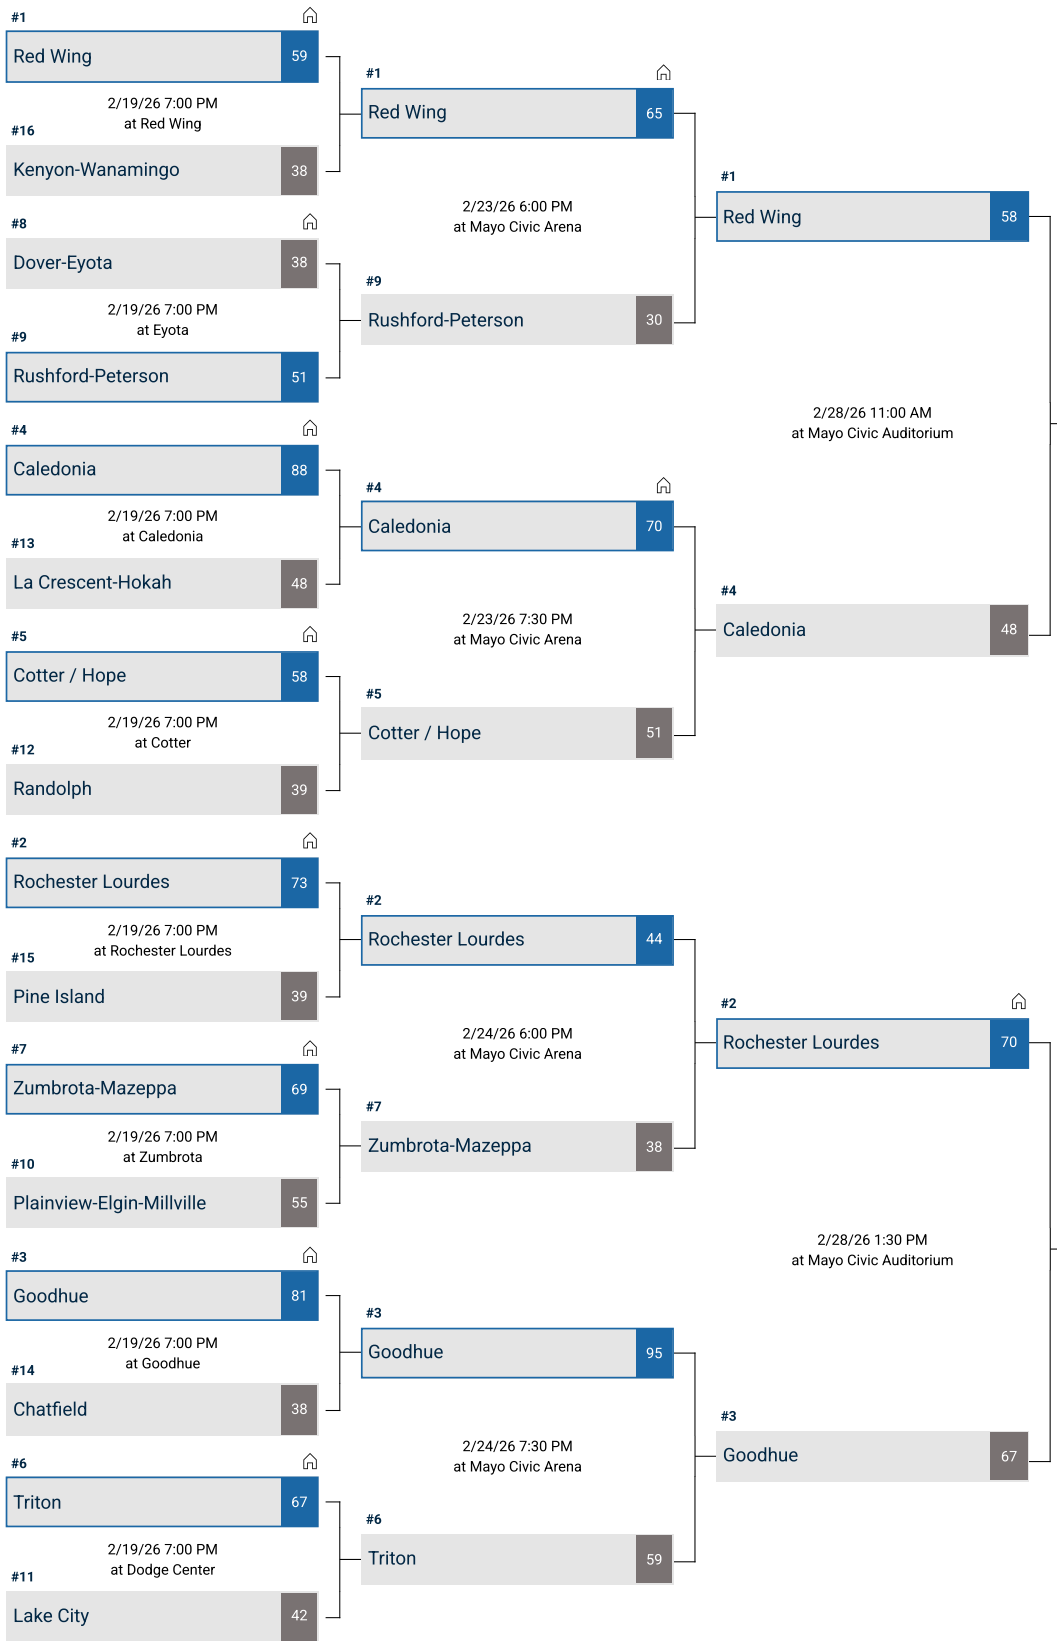 #1
Red Wing
59
2/19/26 7:00 PM
at Red Wing
#16
Kenyon-Wanamingo
38
#8
Dover-Eyota
38
2/19/26 7:00 PM
at Eyota
#9
Rushford-Peterson
51
#4
Caledonia
88
2/19/26 7:00 PM
at Caledonia
#13
La Crescent-Hokah
48
#5
Cotter / Hope
58
2/19/26 7:00 PM
at Cotter
#12
Randolph
39
#2
Rochester Lourdes
73
2/19/26 7:00 PM
at Rochester Lourdes
#15
Pine Island
39
#7
Zumbrota-Mazeppa
69
2/19/26 7:00 PM
at Zumbrota
#10
Plainview-Elgin-Millville
55
#3
Goodhue
81
2/19/26 7:00 PM
at Goodhue
#14
Chatfield
38
#6
Triton
67
2/19/26 7:00 PM
at Dodge Center
#11
Lake City
42
#1
Red Wing
65
2/23/26 6:00 PM
at Mayo Civic Arena
#9
Rushford-Peterson
30
#4
Caledonia
70
2/23/26 7:30 PM
at Mayo Civic Arena
#5
Cotter / Hope
51
#2
Rochester Lourdes
44
2/24/26 6:00 PM
at Mayo Civic Arena
#7
Zumbrota-Mazeppa
38
#3
Goodhue
95
2/24/26 7:30 PM
at Mayo Civic Arena
#6
Triton
59
#1
Red Wing
58
2/28/26 11:00 AM
at Mayo Civic Auditorium
#4
Caledonia
48
#2
Rochester Lourdes
70
2/28/26 1:30 PM
at Mayo Civic Auditorium
#3
Goodhue
67